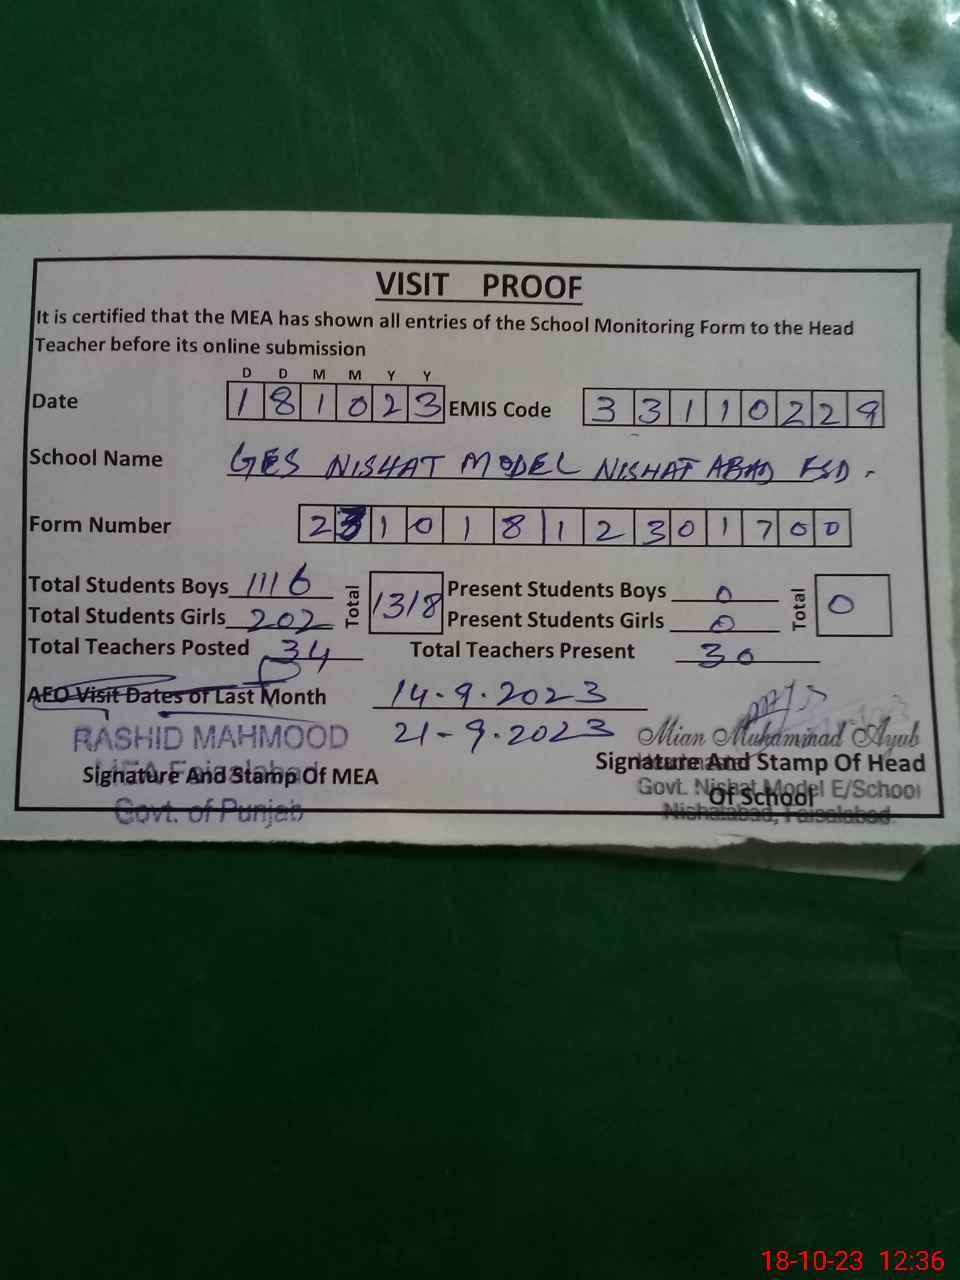 VISIT PROOF
It is certified that the MEA has shown all entries of the School Monitoring Form to the Head
Teacher before its online submission
D D M M Y Y
Date 1 8 1 0 2 3 EMIS Code 3 3 1 1 0 2 2 9
School Name GES NISHAT MODEL NISHAT ABAD FSD.
Form Number 2 3 1 0 1 8 1 2 3 0 1 7 0 0
Total Students Boys 1116 Total 1318 Present Students Boys 0 Total 0
Total Students Girls 202 Present Students Girls 0
Total Teachers Posted 34 Total Teachers Present 30
AEO Visit Dates of Last Month 14-9-2023
21-9-2023
RASHID MAHMOOD Mian Muhammad Ayub
MEA Faisalabad
Signature And Stamp Of MEA Signature And Stamp Of Head
Of School
Govt. of Punjab Govt. Nishat Model E/School
Nishatabad, Faisalabad.
18-10-23 12:36